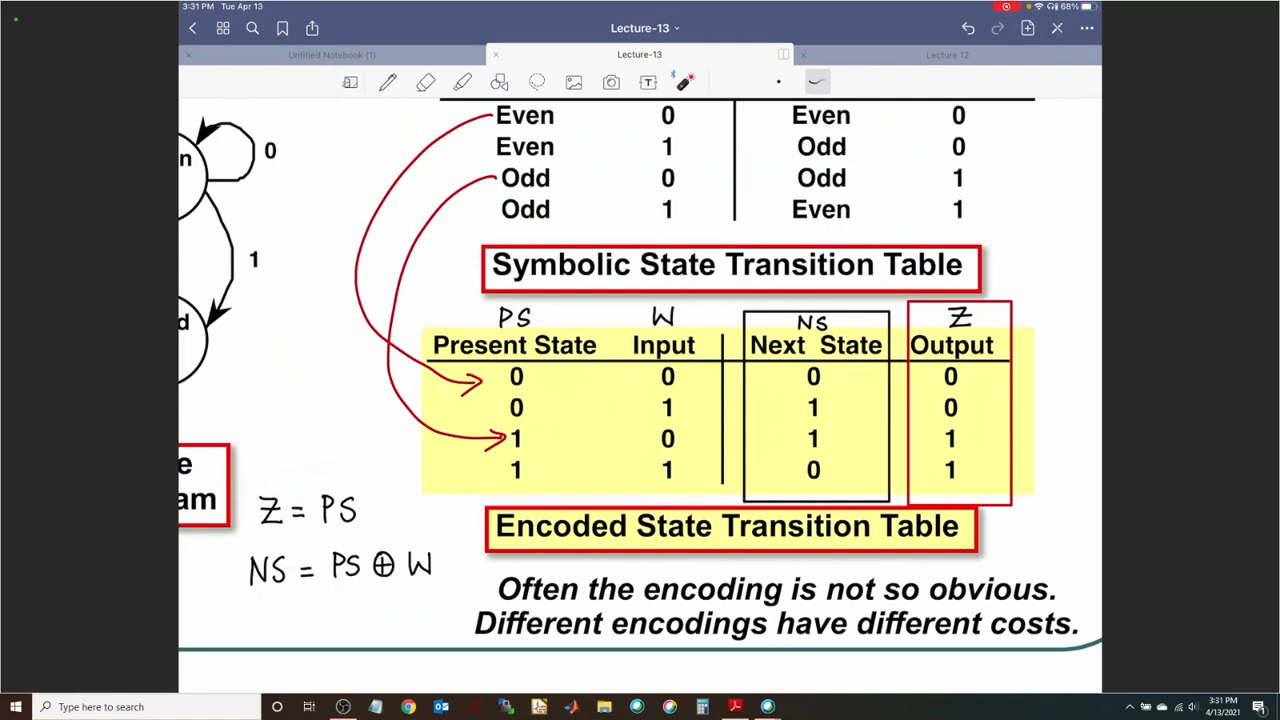 3:31 PM Tue Apr 13
68%
Lecture-13
Untitled Notebook (1)
Lecture-13
Lecture 12
Even 0 Even 0
Even 1 Odd 0
Odd 0 Odd 1
Odd 1 Even 1
n
0
1
d
Symbolic State Transition Table
PS W NS Z
Present State Input Next State Output
0 0 0 0
0 1 1 0
1 0 1 1
1 1 0 1
e
am
Z = PS
NS = PS ⊕ W
Encoded State Transition Table
Often the encoding is not so obvious.
Different encodings have different costs.
Type here to search
3:31 PM
4/13/2021